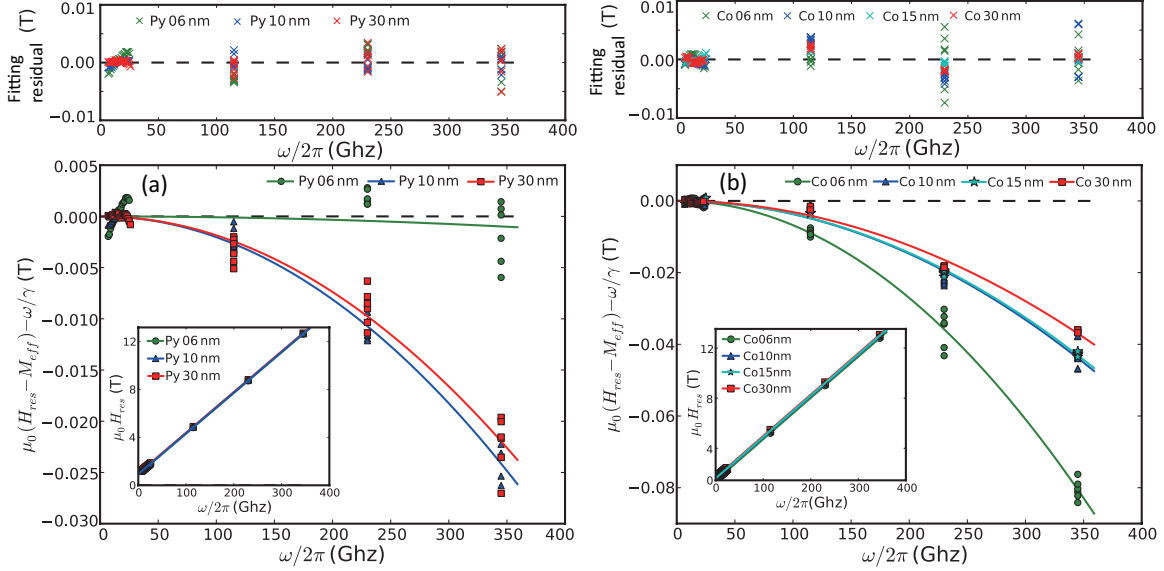 Py 06 nm Py 10 nm Py 30 nm
Fitting residual (T)
0.01
0.00
−0.01
0 50 100 150 200 250 300 350 400
ω/2π (Ghz)
(a)
Py 06 nm Py 10 nm Py 30 nm
μ₀(H_res−M_eff)−ω/γ (T)
0.005
0.000
−0.005
−0.010
−0.015
−0.020
−0.025
−0.030
0 50 100 150 200 250 300 350 400
ω/2π (Ghz)
Py 06 nm
Py 10 nm
Py 30 nm
μ₀H_res (T)
12
8
4
0
0 100 200 300 400
ω/2π(Ghz)
Co 06 nm Co 10 nm Co 15 nm Co 30 nm
Fitting residual (T)
0.01
0.00
−0.01
0 50 100 150 200 250 300 350 400
ω/2π (Ghz)
(b)
Co 06 nm Co 10 nm Co 15 nm Co 30 nm
μ₀(H_res−M_eff)−ω/γ (T)
0.00
−0.02
−0.04
−0.06
−0.08
0 50 100 150 200 250 300 350 400
ω/2π (Ghz)
Co06nm
Co10nm
Co15nm
Co30nm
μ₀H_res (T)
12
8
4
0
0 100 200 300 400
ω/2π(Ghz)